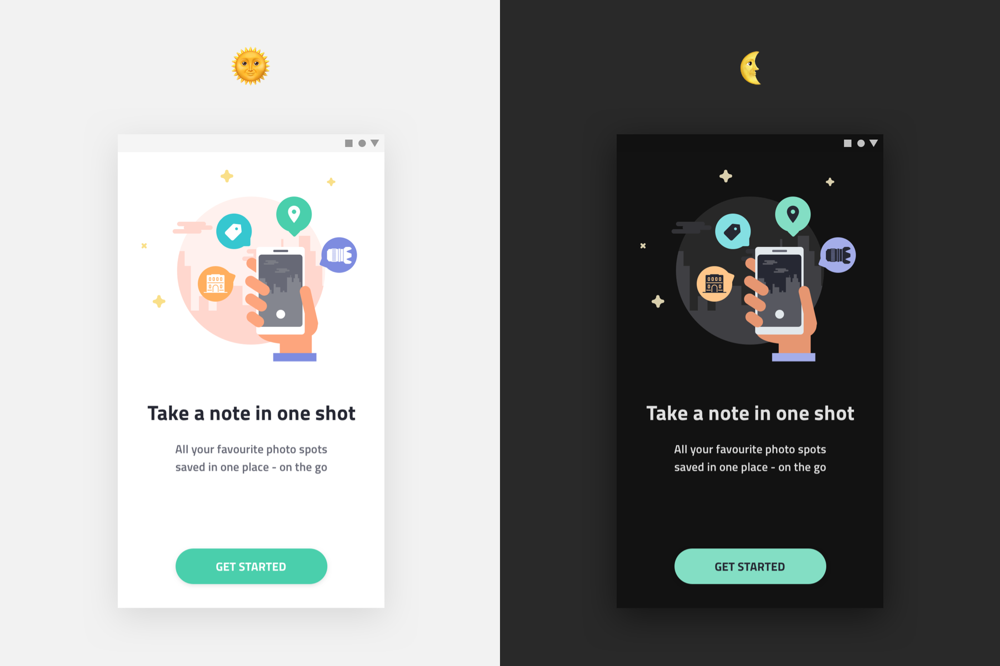 Take a note in one shot
All your favourite photo spots
saved in one place - on the go
GET STARTED
Take a note in one shot
All your favourite photo spots
saved in one place - on the go
GET STARTED